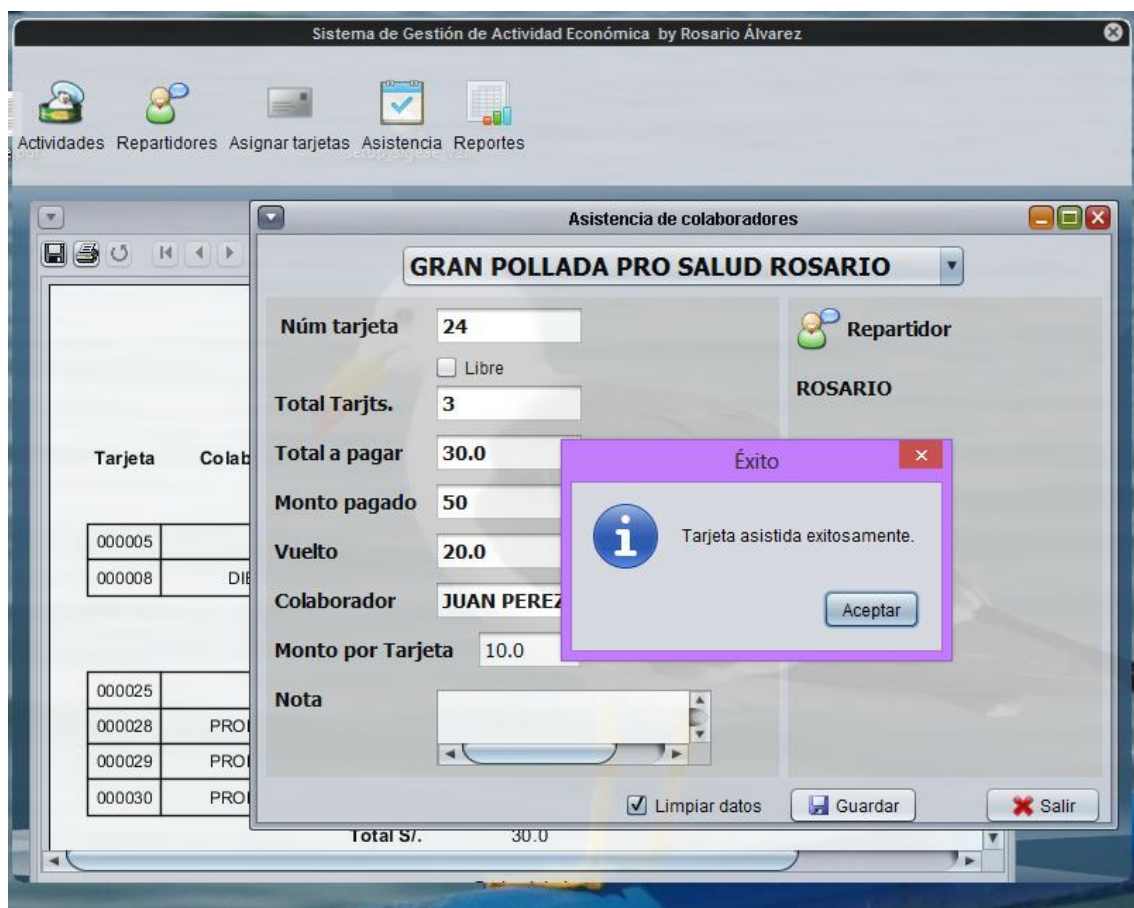 Sistema de Gestión de Actividad Económica by Rosario Álvarez
Actividades Repartidores Asignar tarjetas Asistencia Reportes
Asistencia de colaboradores
GRAN POLLADA PRO SALUD ROSARIO
Núm tarjeta 24
Libre
Total Tarjts. 3
Total a pagar 30.0
Monto pagado 50
Vuelto 20.0
Colaborador JUAN PEREZ
Monto por Tarjeta 10.0
Nota
Limpiar datos Guardar Salir
Repartidor
ROSARIO
Éxito
Tarjeta asistida exitosamente.
Aceptar
Tarjeta Colab
000005
000008 DIE
000025
000028 PROI
000029 PROI
000030 PROI
Total S/. 30.0